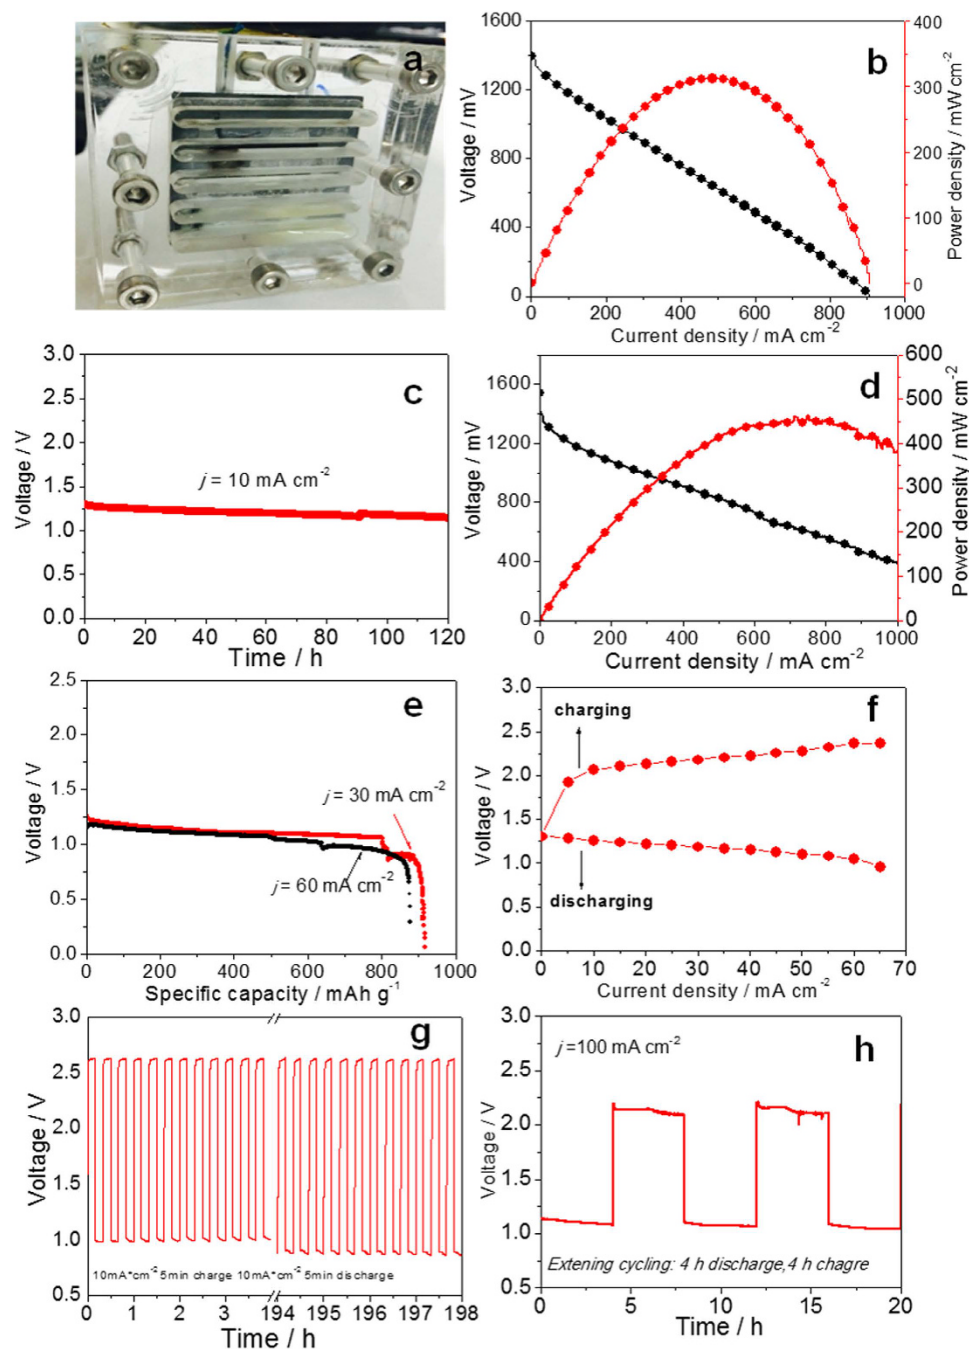 a
b
1600
1200
800
400
0
Voltage / mV
400
300
200
100
0
Power density / mW cm-2
0 200 400 600 800 1000
Current density / mA cm-2
c
3.0
2.5
2.0
1.5
1.0
0.5
0.0
Voltage / V
j = 10 mA cm-2
0 20 40 60 80 100 120
Time / h
d
1600
1200
800
400
0
Voltage / mV
600
500
400
300
200
100
0
Power density / mW cm-2
0 200 400 600 800 1000
Current density / mA cm-2
e
2.5
2.0
1.5
1.0
0.5
0.0
Voltage / V
j = 30 mA cm-2
j = 60 mA cm-2
0 200 400 600 800 1000
Specific capacity / mAh g-1
f
3.0
2.5
2.0
1.5
1.0
0.5
0.0
Voltage / V
charging
discharging
0 10 20 30 40 50 60 70
Current density / mA cm-2
g
3.0
2.5
2.0
1.5
1.0
0.5
Voltage / V
10mA*cm-2 5min charge 10mA*cm-2 5min discharge
0 1 2 3 194 195 196 197 198
Time / h
h
j =100 mA cm-2
3.0
2.5
2.0
1.5
1.0
0.5
Voltage / V
Extening cycling: 4 h discharge,4 h chagre
0 5 10 15 20
Time / h